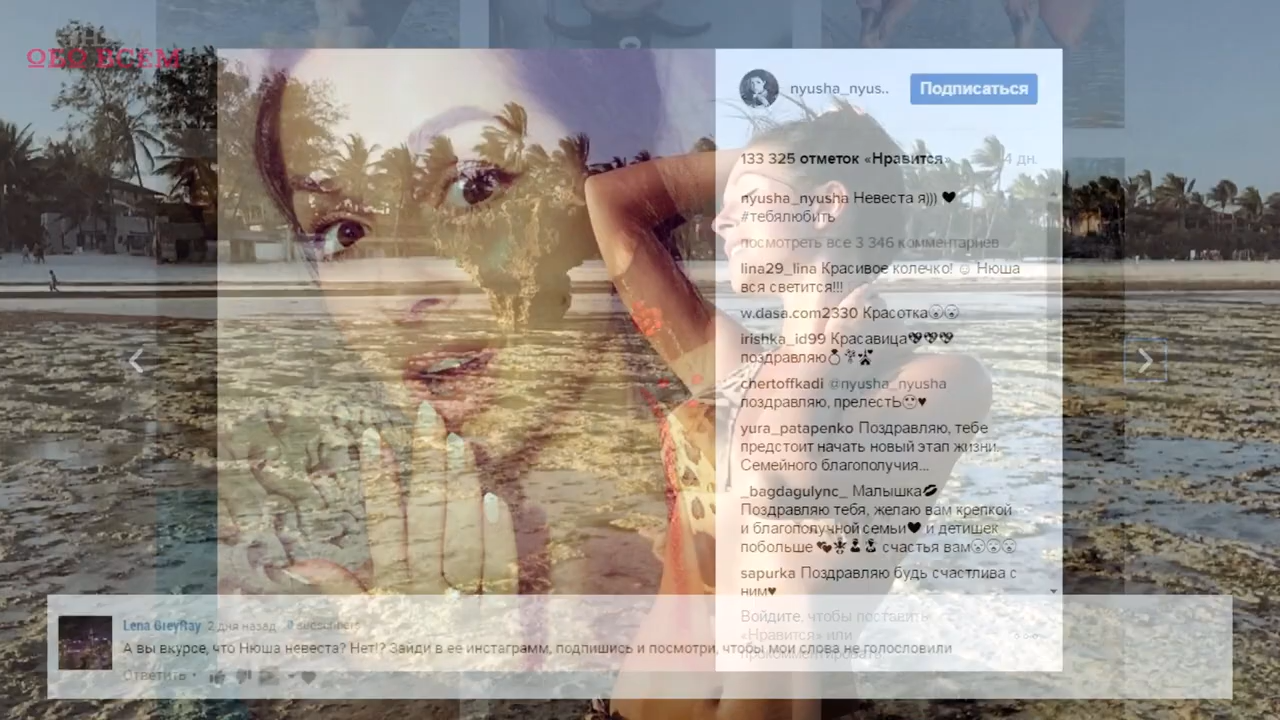 ОБО ВСЕМ
nyusha_nyus..
Подписаться
133 325 отметок «Нравится»
4 дн.
nyusha_nyusha Невеста я))) ♥
#тебялюбить
посмотреть все 3 346 комментариев
lina29_lina Красивое колечко! ☺ Нюша
вся светится!!!
w.dasa.com2330 Красотка
irishka_id99 Красавица
поздравляю
chertoffkadi @nyusha_nyusha
поздравляю, прелестЬ♥
yura_patapenko Поздравляю, тебе
предстоит начать новый этап жизни.
Семейного благополучия...
_bagdagulync_ Малышка
Поздравляю тебя, желаю вам крепкой
и благополучной семьи♥ и детишек
побольше счастья вам
sapurka Поздравляю будь счастлива с
ним♥
Войдите, чтобы поставить
«Нравится» или
прокомментировать.
Lena GreyRay 2 дня назад
А вы вкурсе, что Нюша невеста? Нет!? Зайди в её инстаграмм, подпишись и посмотри, чтобы мои слова не голословили
Ответить